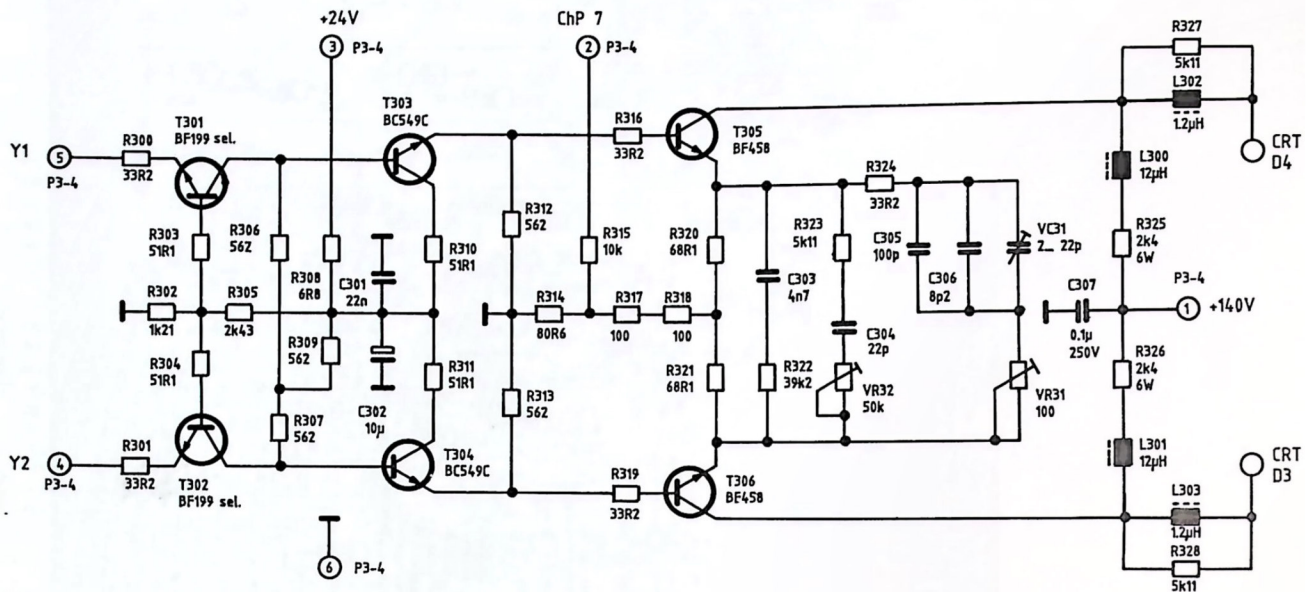 +24V
3 P3-4
ChP 7
2 P3-4
R327
5k11
L302
1.2µH
CRT
D4
T301
BF199 sel.
T303
BC549C
R316
33R2
T305
BF458
Y1
5
P3-4
R300
33R2
L300
12µH
R324
33R2
R303
51R1
R306
562
R308
6R8
C301
22n
R310
51R1
R312
562
R315
10k
R320
68R1
R323
5k11
C305
100p
C306
8p2
VC31
2... 22p
R325
2k4
6W
C303
4n7
R302
1k21
R305
2k43
R314
80R6
R317
100
R318
100
C307
0.1µ
250V
P3-4
1 +140V
R304
51R1
R309
562
C304
22p
R311
51R1
R321
68R1
R322
39k2
VR32
50k
VR31
100
R326
2k4
6W
R307
562
C302
10µ
R313
562
Y2
4
P3-4
R301
33R2
T302
BF199 sel.
T304
BC549C
R319
33R2
T306
BF458
L301
12µH
CRT
D3
L303
1.2µH
R328
5k11
6 P3-4